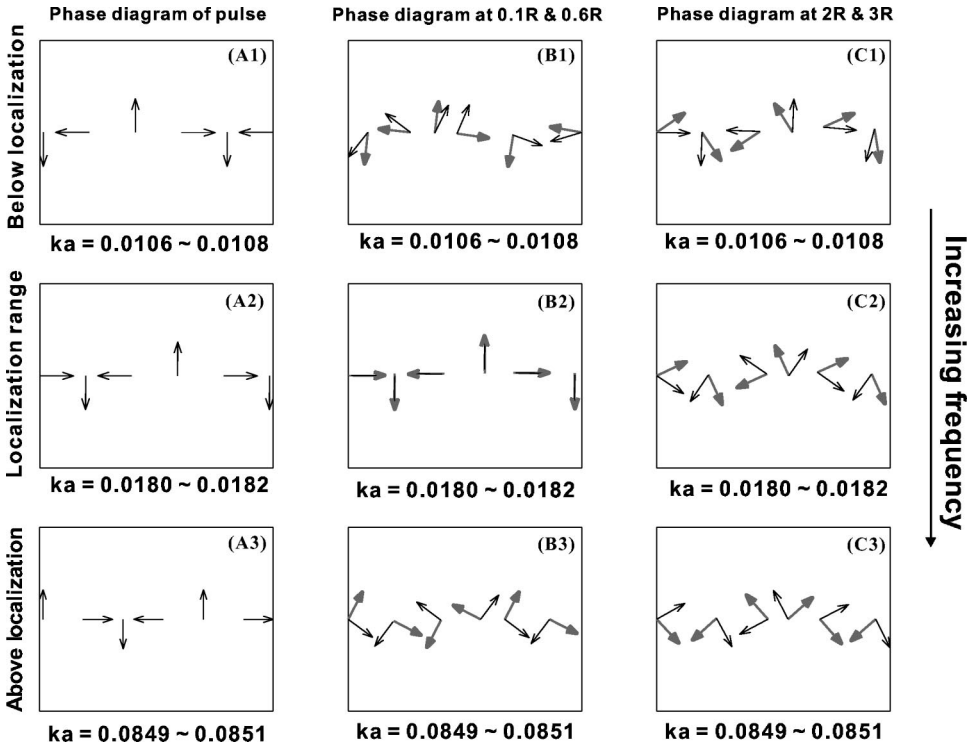 Phase diagram of pulse
Phase diagram at 0.1R & 0.6R
Phase diagram at 2R & 3R
Below localization
(A1)
(B1)
(C1)
ka = 0.0106 ~ 0.0108
ka = 0.0106 ~ 0.0108
ka = 0.0106 ~ 0.0108
Localization range
(A2)
(B2)
(C2)
ka = 0.0180 ~ 0.0182
ka = 0.0180 ~ 0.0182
ka = 0.0180 ~ 0.0182
Above localization
(A3)
(B3)
(C3)
ka = 0.0849 ~ 0.0851
ka = 0.0849 ~ 0.0851
ka = 0.0849 ~ 0.0851
Increasing frequency